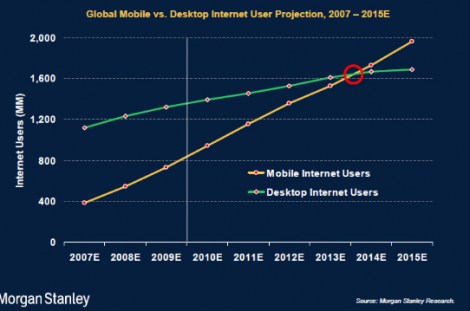 Global Mobile vs. Desktop Internet User Projection, 2007 – 2015E
Internet Users (MM)
2,000
1,600
1,200
800
400
0
Mobile Internet Users
Desktop Internet Users
2007E 2008E 2009E 2010E 2011E 2012E 2013E 2014E 2015E
Morgan Stanley
Source: Morgan Stanley Research.